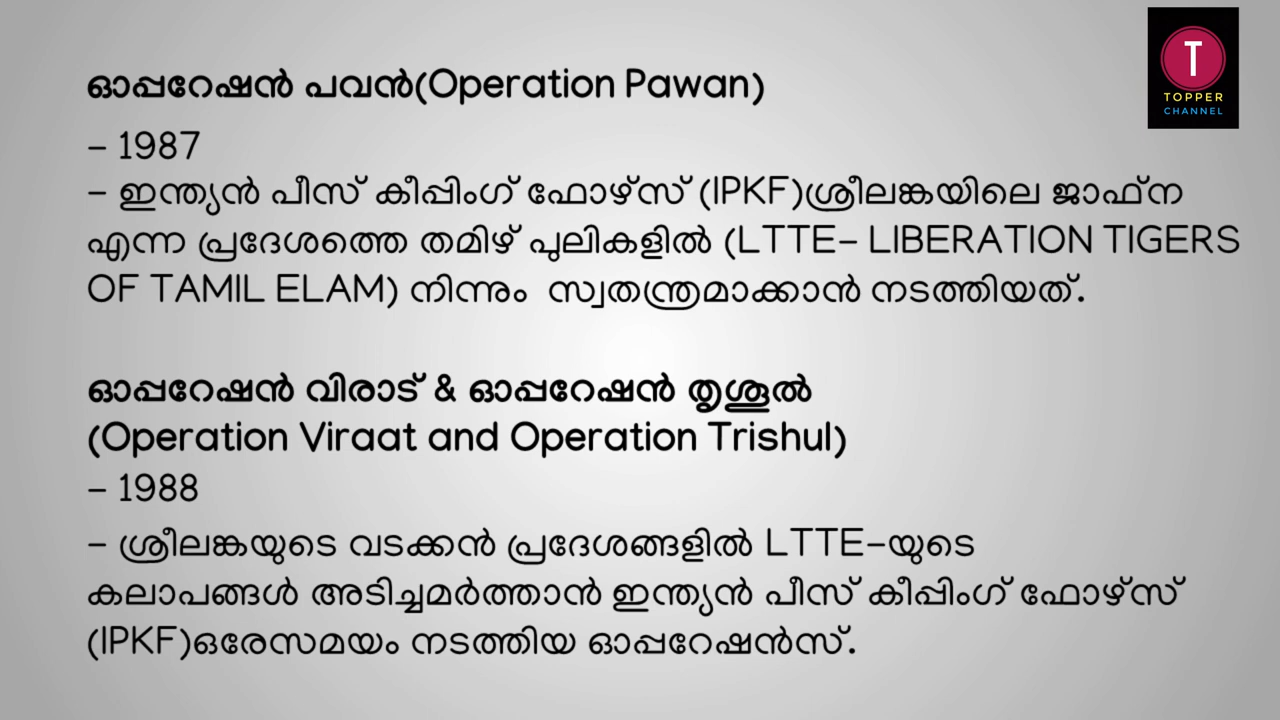 T
TOPPER
CHANNEL
ഓപ്പറേഷൻ പവൻ(Operation Pawan)
– 1987
– ഇന്ത്യൻ പീസ് കീപ്പിംഗ് ഫോഴ്സ് (IPKF)ശ്രീലങ്കയിലെ ജാഫ്ന
എന്ന പ്രദേശത്തെ തമിഴ് പുലികളിൽ (LTTE– LIBERATION TIGERS
OF TAMIL ELAM) നിന്നും സ്വതന്ത്രമാക്കാൻ നടത്തിയത്.
ഓപ്പറേഷൻ വിരാട് & ഓപ്പറേഷൻ തൃശൂൽ
(Operation Viraat and Operation Trishul)
– 1988
– ശ്രീലങ്കയുടെ വടക്കൻ പ്രദേശങ്ങളിൽ LTTE–യുടെ
കലാപങ്ങൾ അടിച്ചമർത്താൻ ഇന്ത്യൻ പീസ് കീപ്പിംഗ് ഫോഴ്സ്
(IPKF)ഒരേസമയം നടത്തിയ ഓപ്പറേഷൻസ്.